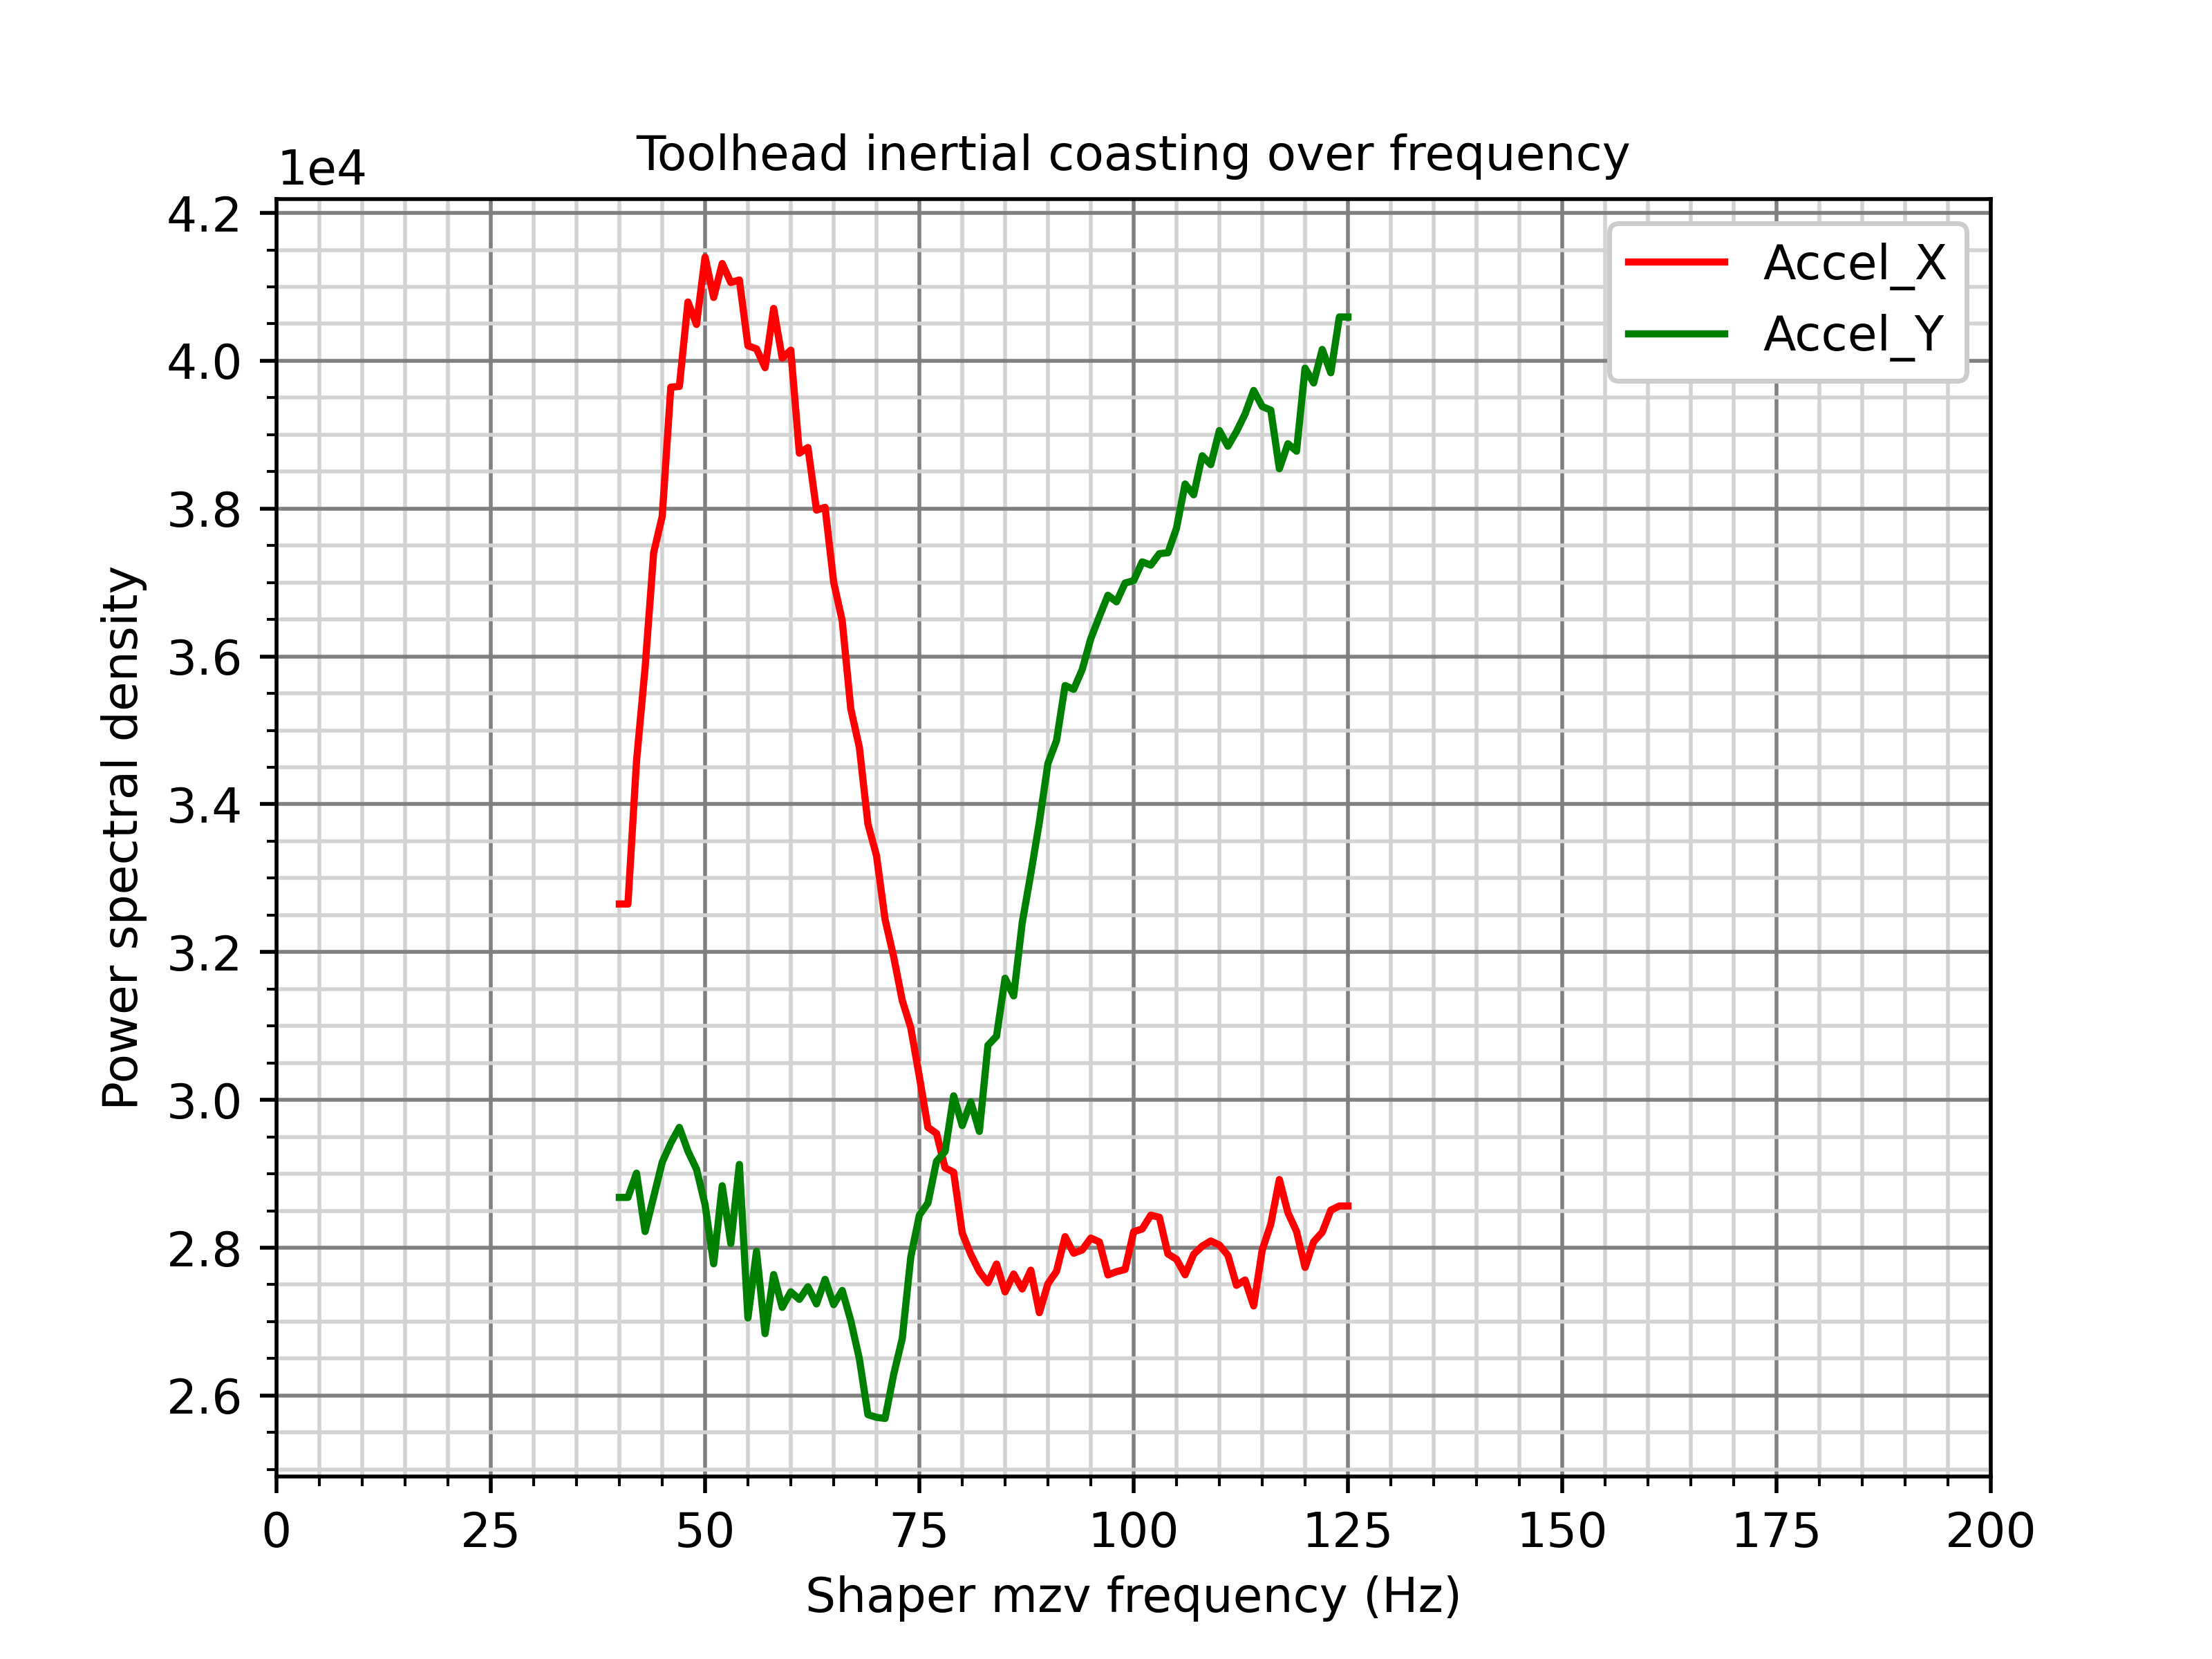 Toolhead inertial coasting over frequency
1e4
4.2
4.0
3.8
3.6
3.4
3.2
3.0
2.8
2.6
Power spectral density
Accel_X
Accel_Y
0 25 50 75 100 125 150 175 200
Shaper mzv frequency (Hz)